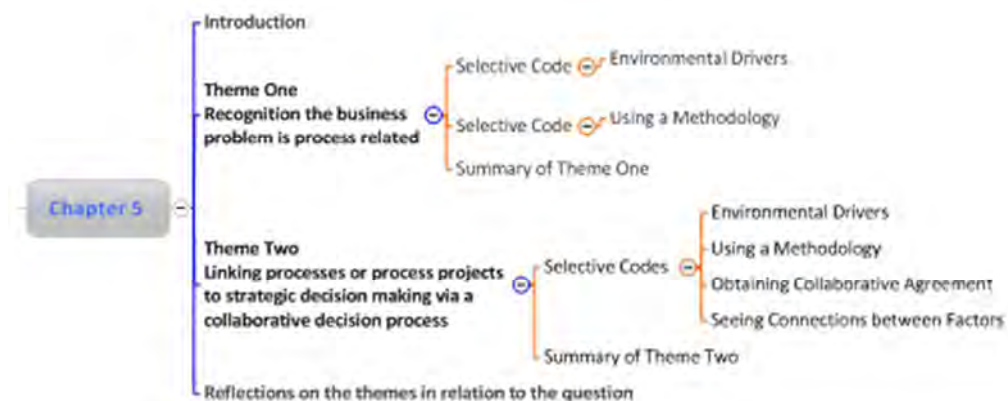 Introduction
Theme One
Recognition the business
problem is process related
Selective Code
Environmental Drivers
Selective Code
Using a Methodology
Summary of Theme One
Chapter 5
Theme Two
Linking processes or process projects
to strategic decision making via a
collaborative decision process
Selective Codes
Environmental Drivers
Using a Methodology
Obtaining Collaborative Agreement
Seeing Connections between Factors
Summary of Theme Two
Reflections on the themes in relation to the question